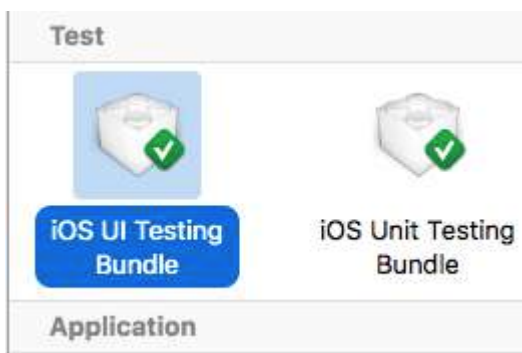 Test
iOS UI Testing
Bundle
iOS Unit Testing
Bundle
Application